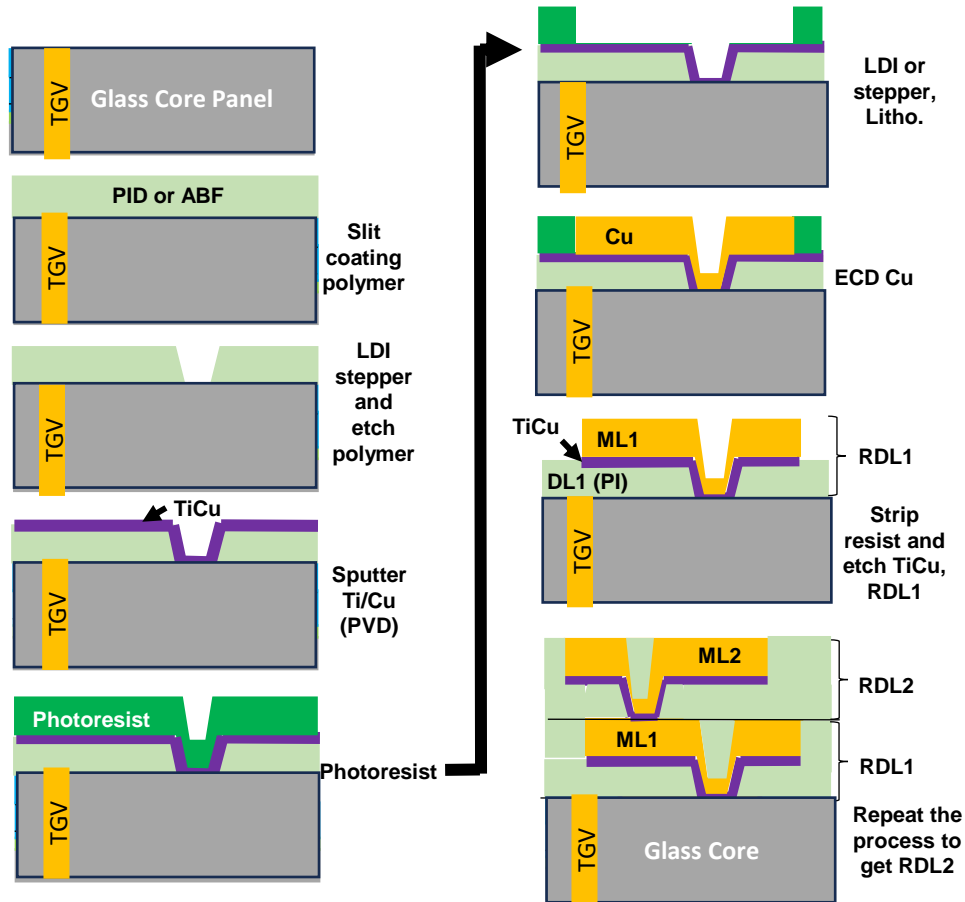 Glass Core Panel
TGV
PID or ABF
TGV
Slit
coating
polymer
TGV
LDI
stepper
and
etch
polymer
TiCu
TGV
Sputter
Ti/Cu
(PVD)
Photoresist
TGV
Photoresist
TGV
LDI or
stepper,
Litho.
Cu
TGV
ECD Cu
TiCu
ML1
DL1 (PI)
RDL1
TGV
Strip
resist and
etch TiCu,
RDL1
ML2
RDL2
ML1
RDL1
TGV
Glass Core
Repeat the
process to
get RDL2